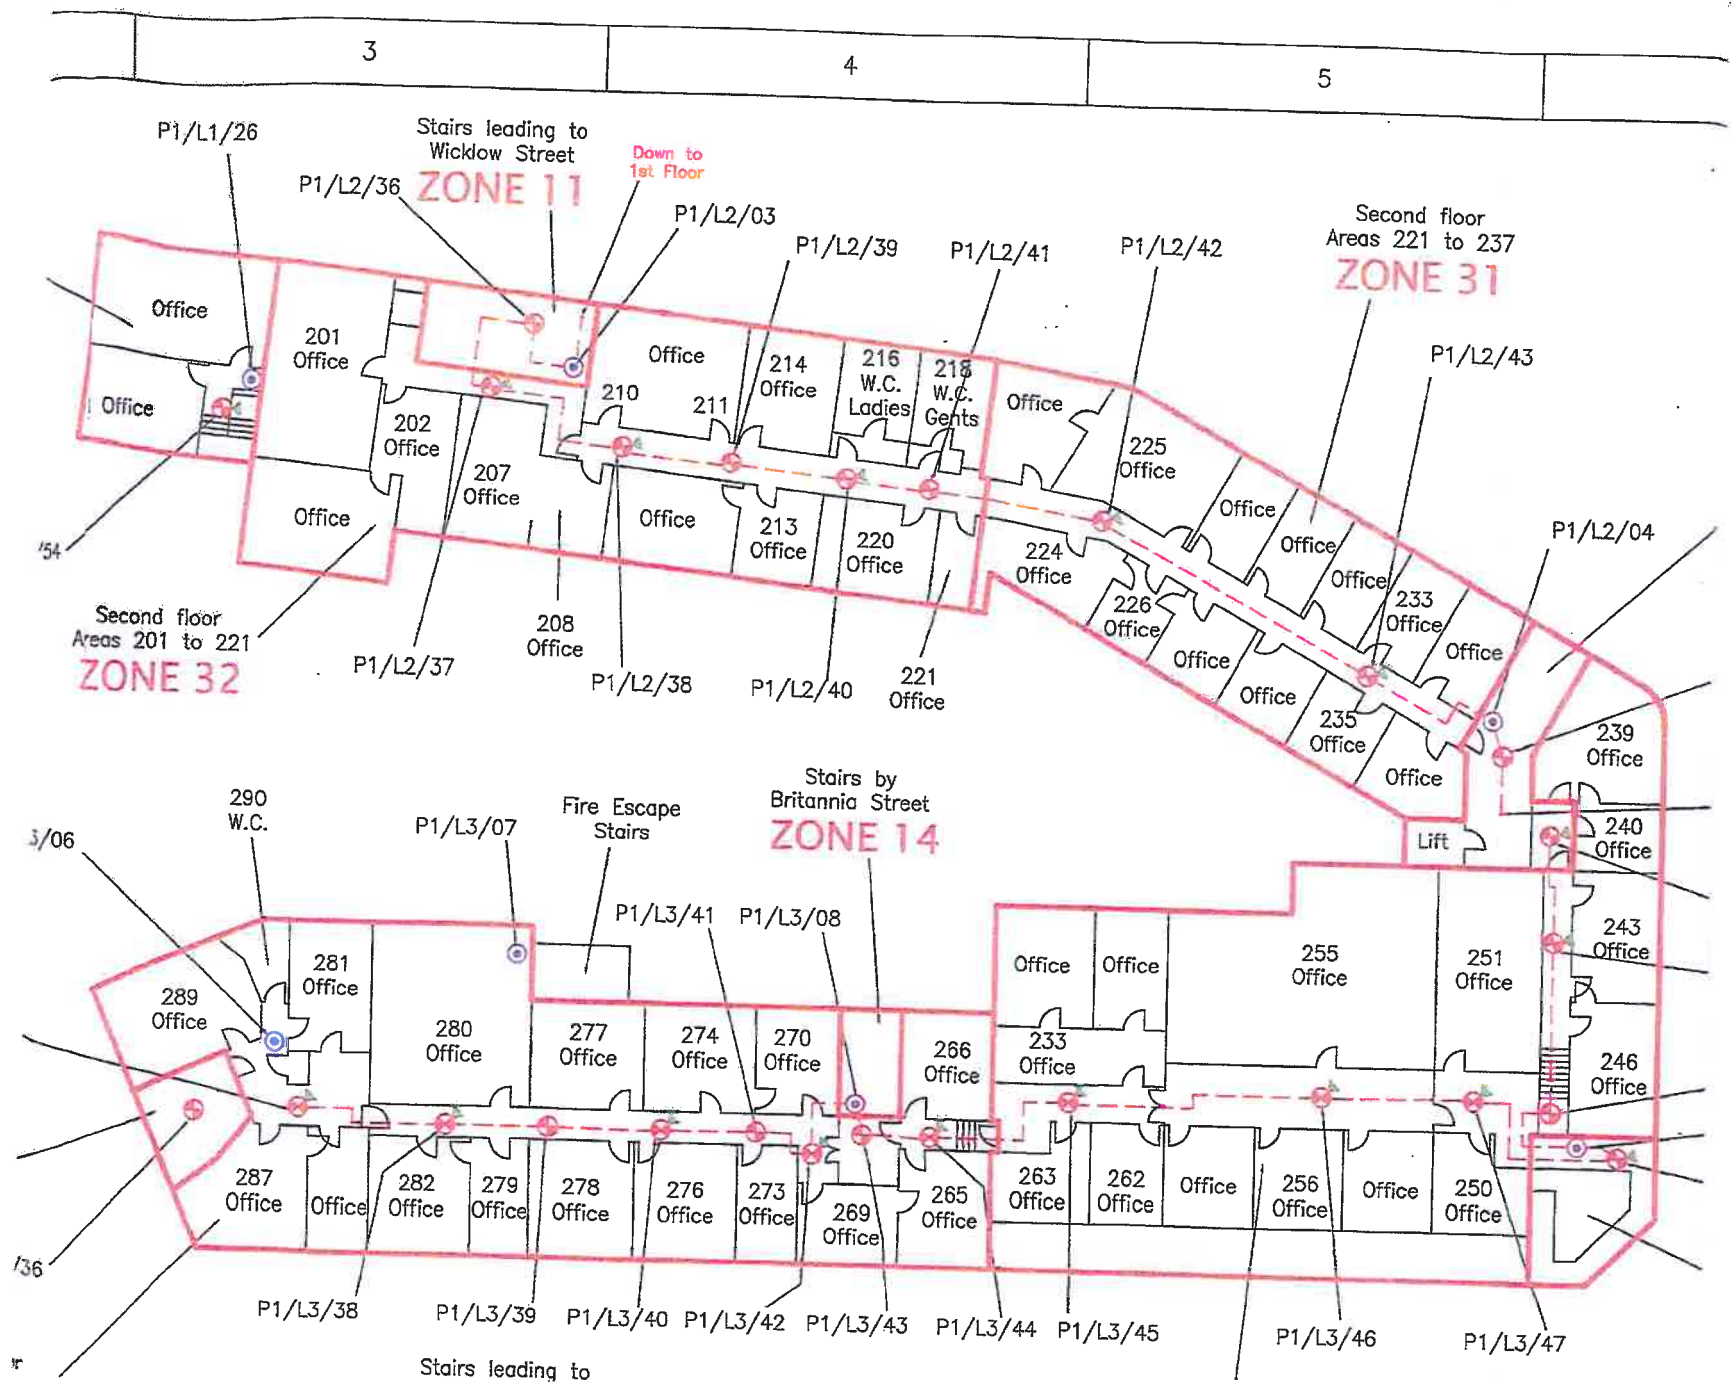 3
4
5
P1/L1/26
Stairs leading to
Wicklow Street
ZONE 11
Down to
1st Floor
P1/L2/36
P1/L2/03
P1/L2/39
P1/L2/41
P1/L2/42
Second floor
Areas 221 to 237
ZONE 31
P1/L2/43
P1/L2/04
Office
Office
201
Office
202
Office
207
Office
Office
210
Office
211
214
Office
216
W.C.
Ladies
218
W.C.
Gents
Office
225
Office
Office
Office
Office
233
Office
Office
Office
213
Office
220
Office
224
Office
226
Office
Office
Office
235
Office
Office
239
Office
240
Office
Lift
/54
Second floor
Areas 201 to 221
ZONE 32
P1/L2/37
208
Office
P1/L2/38
P1/L2/40
221
Office
3/06
290
W.C.
P1/L3/07
Fire Escape
Stairs
Stairs by
Britannia Street
ZONE 14
P1/L3/41
P1/L3/08
289
Office
281
Office
280
Office
277
Office
274
Office
270
Office
266
Office
Office
Office
233
Office
255
Office
251
Office
243
Office
246
Office
287
Office
Office
282
Office
279
Office
278
Office
276
Office
273
Office
269
Office
265
Office
263
Office
262
Office
Office
256
Office
Office
250
Office
/36
P1/L3/38
P1/L3/39
P1/L3/40
P1/L3/42
P1/L3/43
P1/L3/44
P1/L3/45
P1/L3/46
P1/L3/47
Stairs leading to